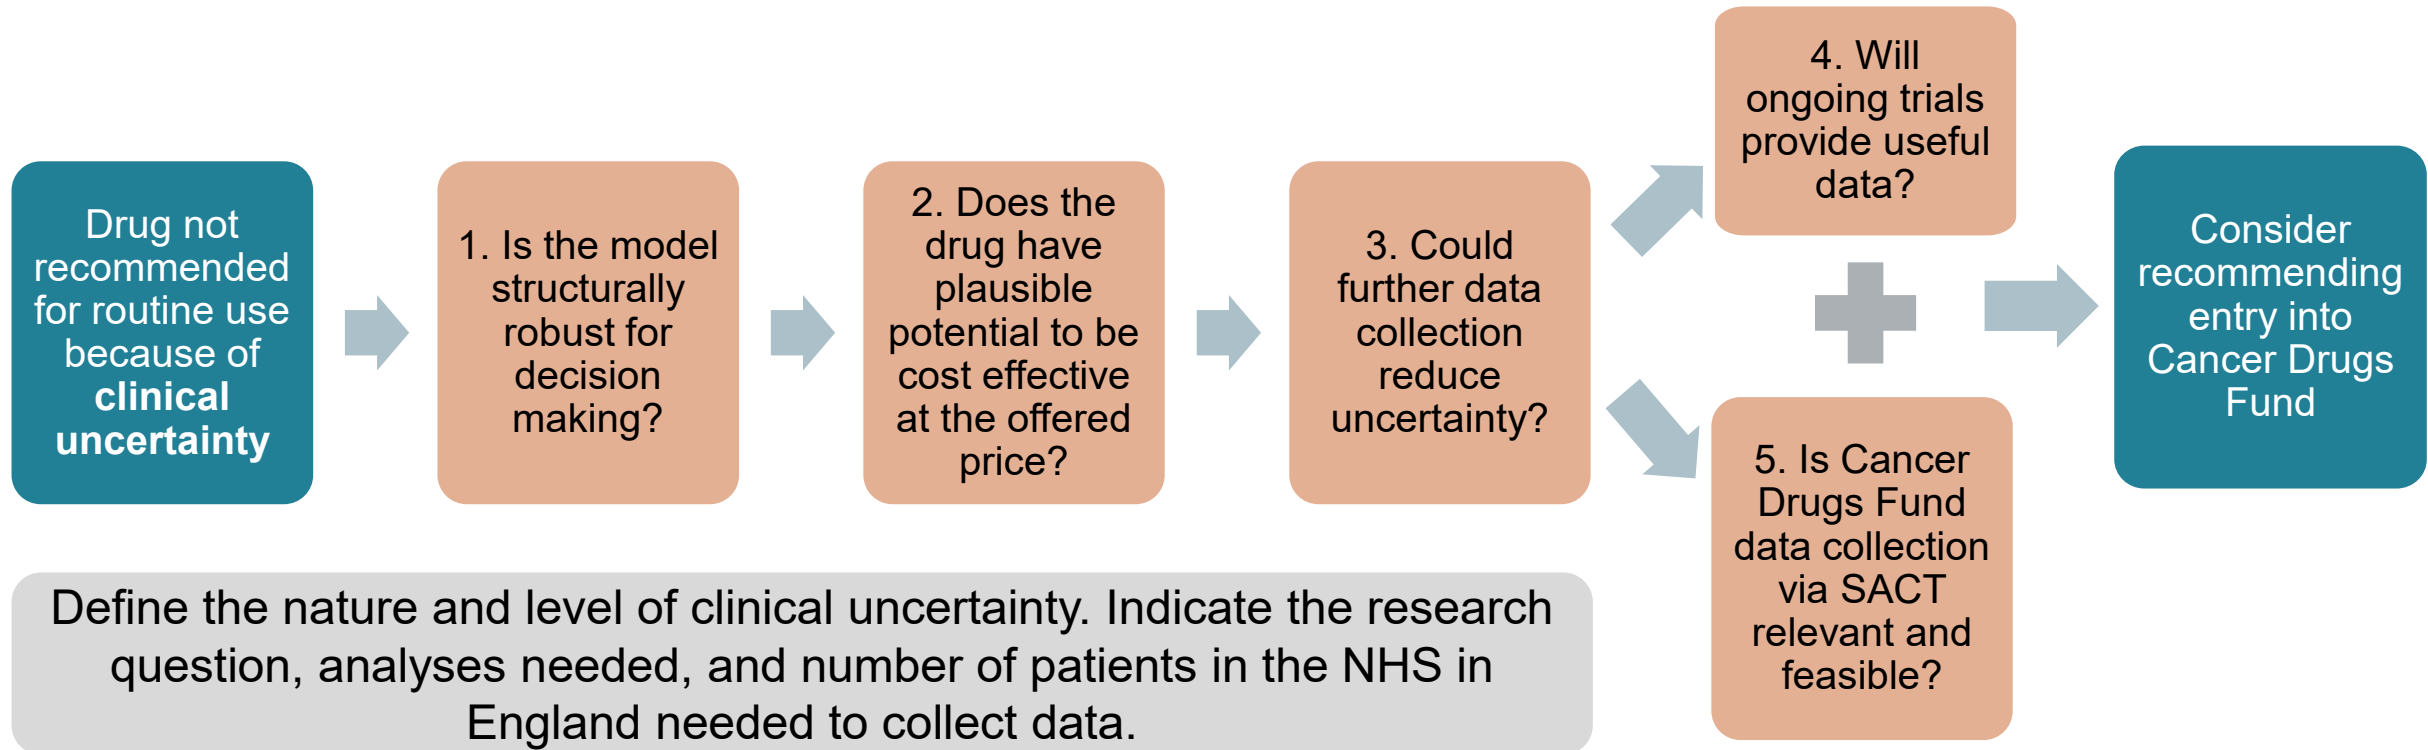 Drug not
recommended
for routine use
because of
clinical
uncertainty
1. Is the model
structurally
robust for
decision
making?
2. Does the
drug have
plausible
potential to be
cost effective
at the offered
price?
3. Could
further data
collection
reduce
uncertainty?
4. Will
ongoing trials
provide useful
data?
5. Is Cancer
Drugs Fund
data collection
via SACT
relevant and
feasible?
Consider
recommending
entry into
Cancer Drugs
Fund
Define the nature and level of clinical uncertainty. Indicate the research
question, analyses needed, and number of patients in the NHS in
England needed to collect data.